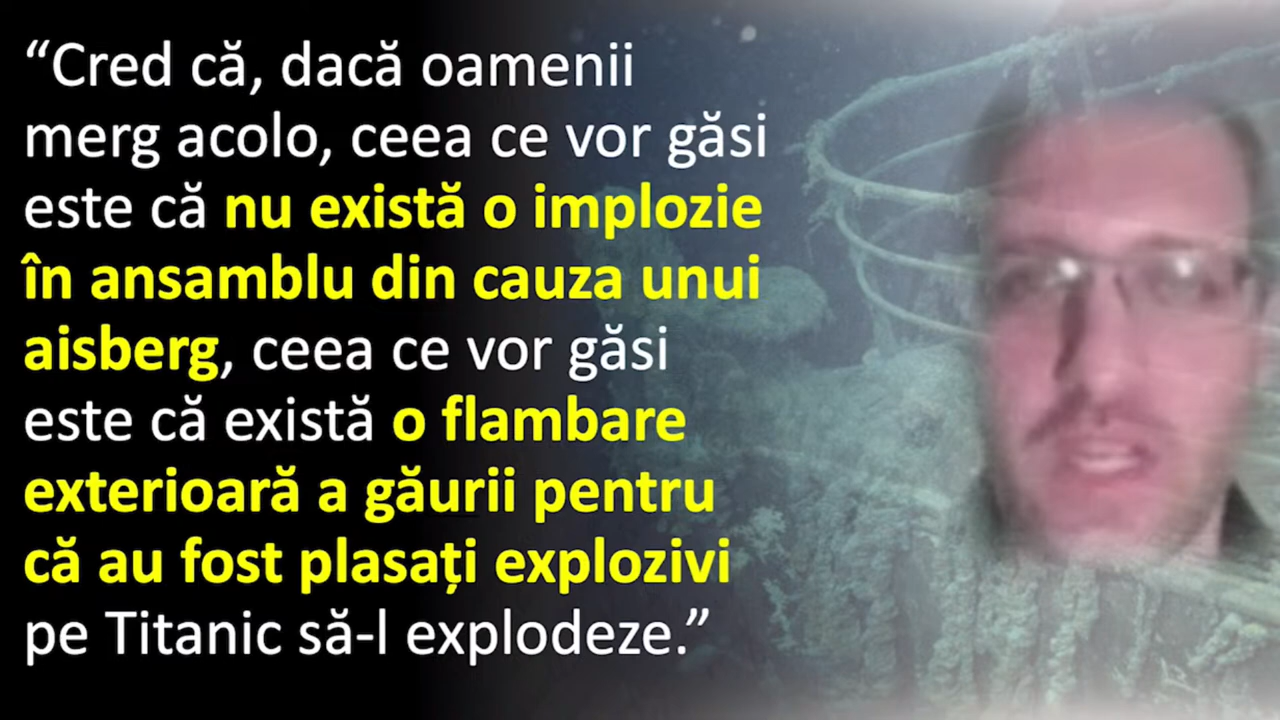 “Cred că, dacă oamenii
merg acolo, ceea ce vor găsi
este că nu există o implozie
în ansamblu din cauza unui
aisberg, ceea ce vor găsi
este că există o flambare
exterioară a găurii pentru
că au fost plasați explozivi
pe Titanic să-l explodeze.”